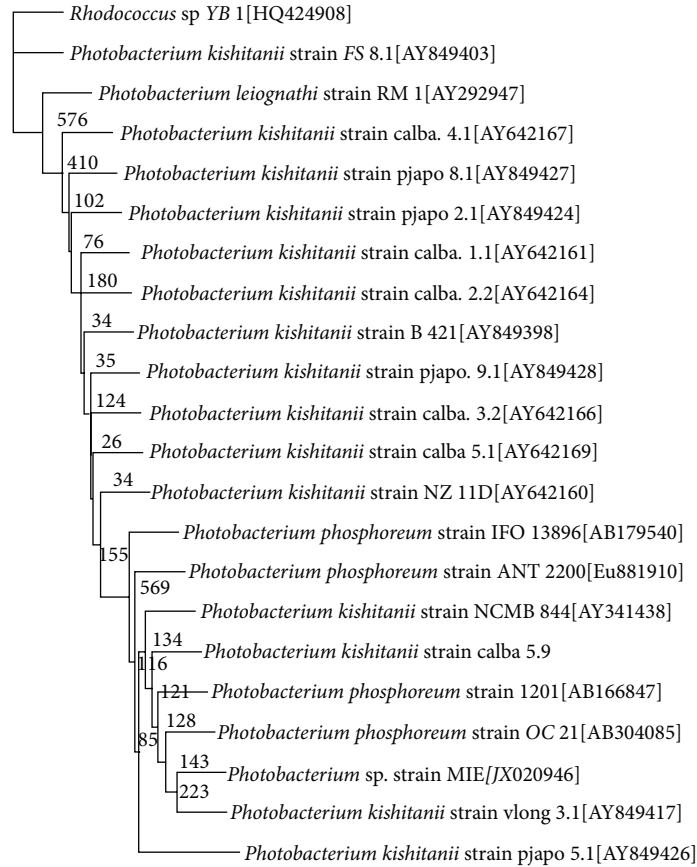 Rhodococcus sp YB 1[HQ424908]
Photobacterium kishitanii strain FS 8.1[AY849403]
Photobacterium leiognathi strain RM 1[AY292947]
576
Photobacterium kishitanii strain calba. 4.1[AY642167]
410
Photobacterium kishitanii strain pjapo 8.1[AY849427]
102
Photobacterium kishitanii strain pjapo 2.1[AY849424]
76
Photobacterium kishitanii strain calba. 1.1[AY642161]
180
Photobacterium kishitanii strain calba. 2.2[AY642164]
34
Photobacterium kishitanii strain B 421[AY849398]
35
Photobacterium kishitanii strain pjapo. 9.1[AY849428]
124
Photobacterium kishitanii strain calba. 3.2[AY642166]
26
Photobacterium kishitanii strain calba 5.1[AY642169]
34
Photobacterium kishitanii strain NZ 11D[AY642160]
Photobacterium phosphoreum strain IFO 13896[AB179540]
155
Photobacterium phosphoreum strain ANT 2200[Eu881910]
569
Photobacterium kishitanii strain NCMB 844[AY341438]
134
Photobacterium kishitanii strain calba 5.9
116
121
Photobacterium phosphoreum strain 1201[AB166847]
128
Photobacterium phosphoreum strain OC 21[AB304085]
85
143
Photobacterium sp. strain MIE[JX020946]
223
Photobacterium kishitanii strain vlong 3.1[AY849417]
Photobacterium kishitanii strain pjapo 5.1[AY849426]